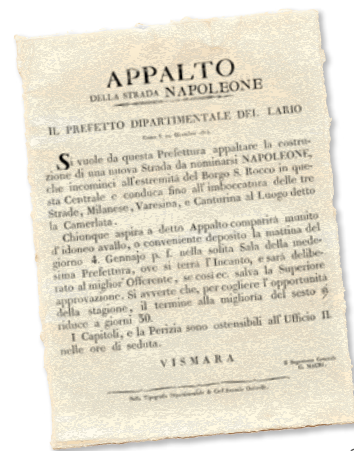 APPALTO
DELLA STRADA NAPOLEONE
IL PREFETTO DIPARTIMENTALE DEL LARIO
Si vuole da questa Prefettura appaltare la costru-
zione di una nuova Strada da nominarsi NAPOLEONE,
che incominci all'estremità del Borgo S. Rocco in que-
sta Centrale e conduca fino all'imboccatura delle tre
Strade, Milanese, Varesina, e Canturina al Luogo detto
la Camerlata.
Chiunque aspira a detto Appalto comparirà munito
d'idoneo avallo, o conveniente deposito la mattina del
giorno 4. Gennajo p. f. nella solita Sala della mede-
sima Prefettura, ove si terrà l'Incanto, e sarà delibe-
rato al miglior Offerente, se così ec. salva la Superiore
approvazione. Si avverte che, per cogliere l'opportunità
della stagione, il termine alla miglioria del sesto si
riduce a giorni 30.
I Capitoli, e la Perizia sono ostensibili all'Ufficio II.
nelle ore di seduta.
VISMARA
Il Segretario Generale